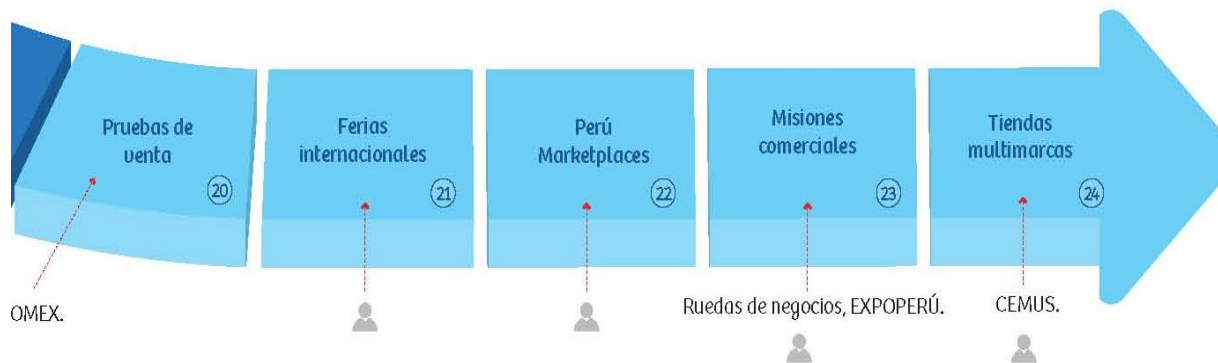 Pruebas de
venta
20
Ferias
internacionales
21
Perú
Marketplaces
22
Misiones
comerciales
23
Tiendas
multimarcas
24
OMEX.
Ruedas de negocios, EXPOPERÚ.
CEMUS.